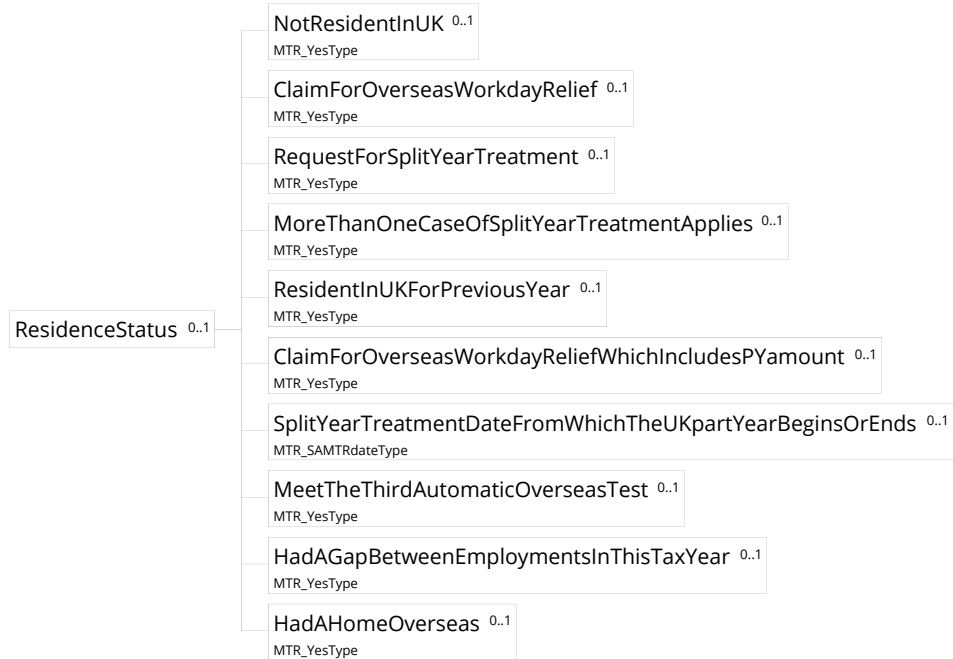 NotResidentInUK 0..1
MTR_YesType
ClaimForOverseasWorkdayRelief 0..1
MTR_YesType
RequestForSplitYearTreatment 0..1
MTR_YesType
MoreThanOneCaseOfSplitYearTreatmentApplies 0..1
MTR_YesType
ResidentInUKForPreviousYear 0..1
MTR_YesType
ResidenceStatus 0..1
ClaimForOverseasWorkdayReliefWhichIncludesPYamount 0..1
MTR_YesType
SplitYearTreatmentDateFromWhichTheUKpartYearBeginsOrEnds 0..1
MTR_SAMTRdateType
MeetTheThirdAutomaticOverseasTest 0..1
MTR_YesType
HadAGapBetweenEmploymentsInThisTaxYear 0..1
MTR_YesType
HadAHomeOverseas 0..1
MTR_YesType